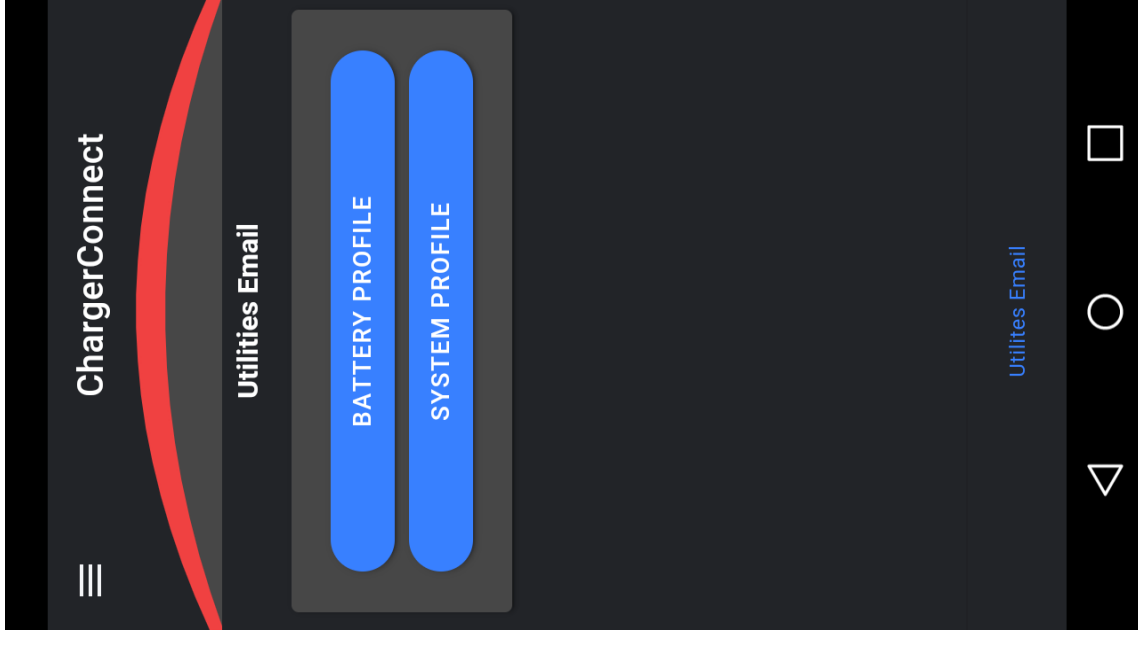 ChargerConnect
Utilities Email
BATTERY PROFILE
SYSTEM PROFILE
Utilites Email